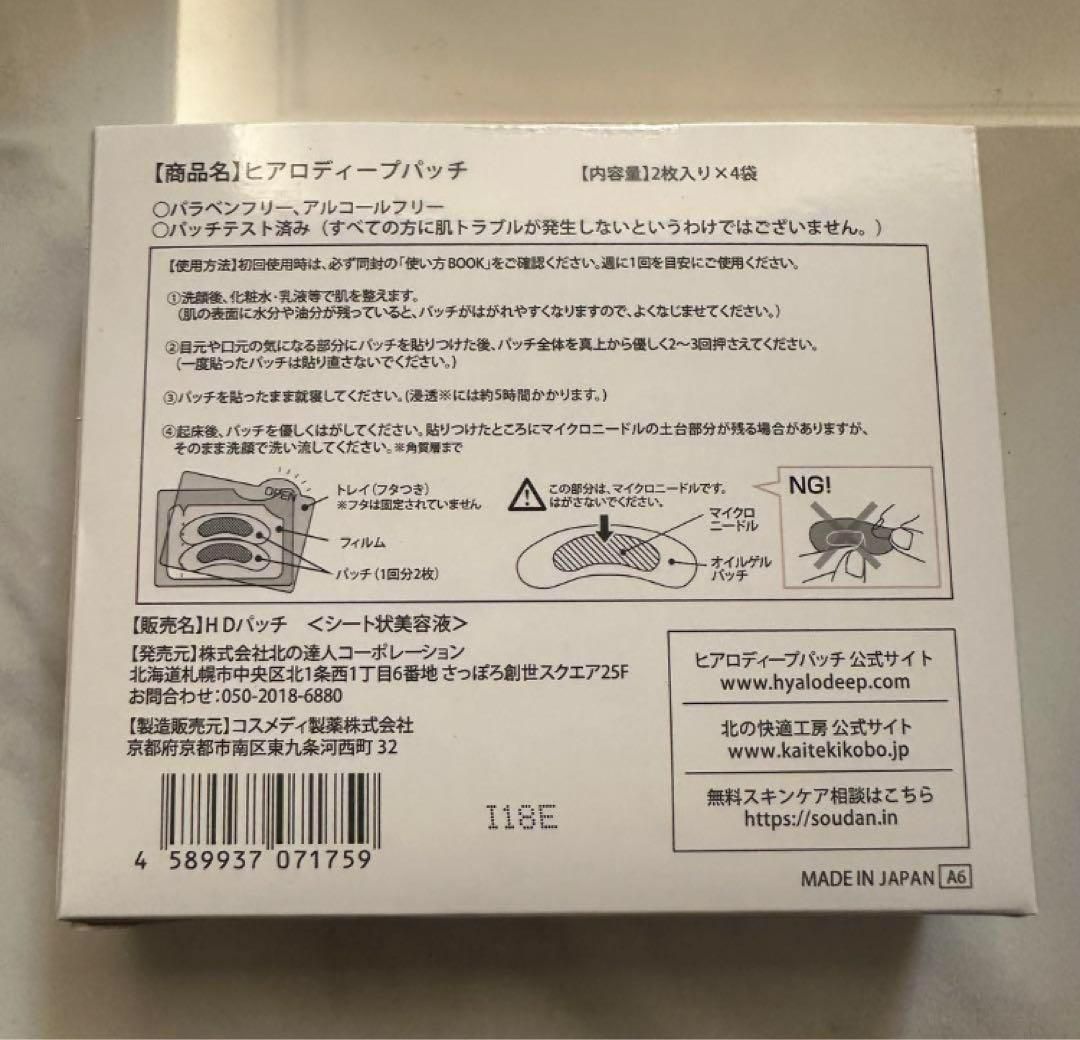 【商品名】ヒアロディープパッチ 【内容量】2枚入り×4袋
○パラベンフリー、アルコールフリー
○パッチテスト済み（すべての方に肌トラブルが発生しないというわけではございません。）
【使用方法】初回使用時は、必ず同封の「使い方BOOK」をご確認ください。週に1回を目安にご使用ください。
①洗顔後、化粧水・乳液等で肌を整えます。
（肌の表面に水分や油分が残っていると、パッチがはがれやすくなりますので、よくなじませてください。）
②目元や口元の気になる部分にパッチを貼りつけた後、パッチ全体を真上から優しく2〜3回押さえてください。
（一度貼ったパッチは貼り直さないでください。）
③パッチを貼ったまま就寝してください。（浸透※には約5時間かかります。）
④起床後、パッチを優しくはがしてください。貼りつけたところにマイクロニードルの土台部分が残る場合がありますが、
そのまま洗顔で洗い流してください。※角質層まで
OPEN
トレイ（フタつき）
※フタは固定されていません
フィルム
パッチ（1回分2枚）
この部分は、マイクロニードルです。
はがさないでください。
マイクロ
ニードル
オイルゲル
パッチ
NG!
【販売名】HDパッチ ＜シート状美容液＞
【発売元】株式会社北の達人コーポレーション
北海道札幌市中央区北1条西1丁目6番地 さっぽろ創世スクエア25F
お問合わせ：050-2018-6880
【製造販売元】コスメディ製薬株式会社
京都府京都市南区東九条河西町 32
4 589937 071759
I18E
ヒアロディープパッチ 公式サイト
www.hyalodeep.com
北の快適工房 公式サイト
www.kaitekikobo.jp
無料スキンケア相談はこちら
https://soudan.in
MADE IN JAPAN A6